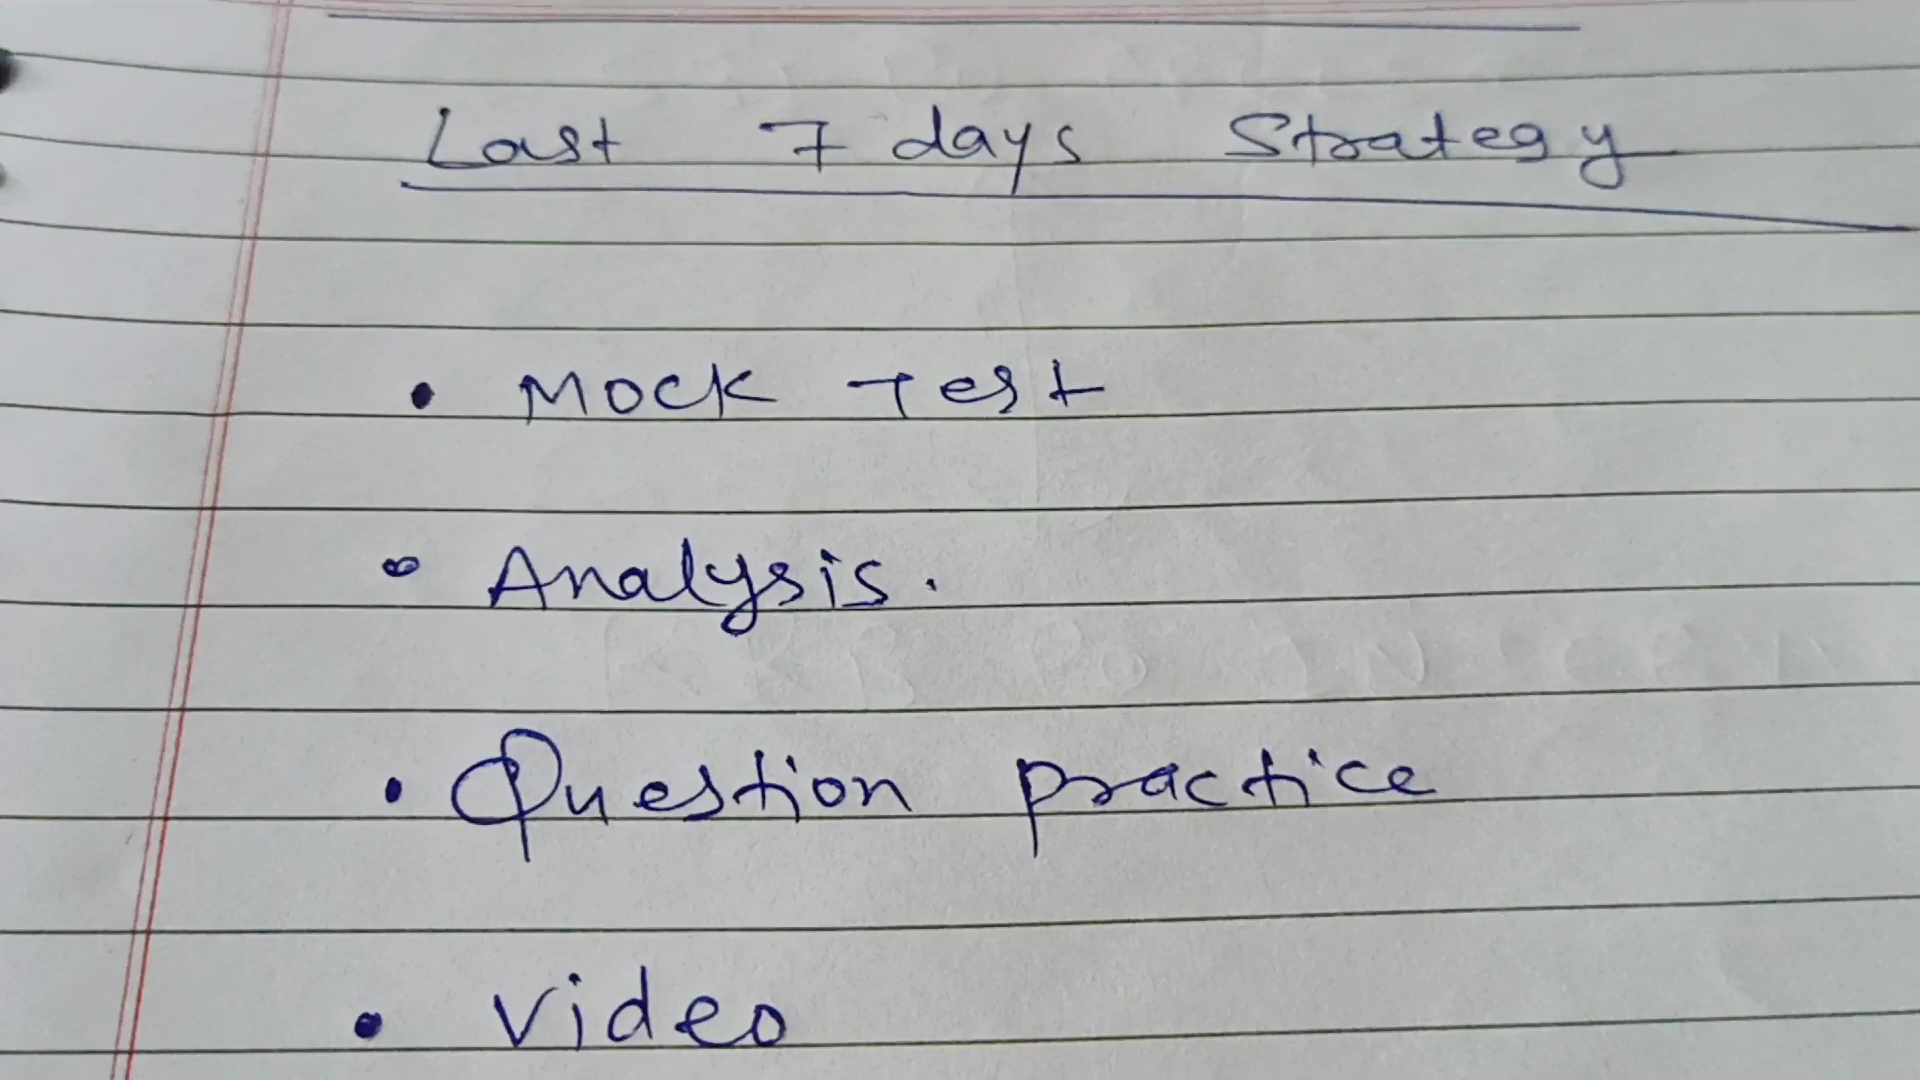 Last 7 days Strategy
• Mock Test
• Analysis.
• Question practice
• Video